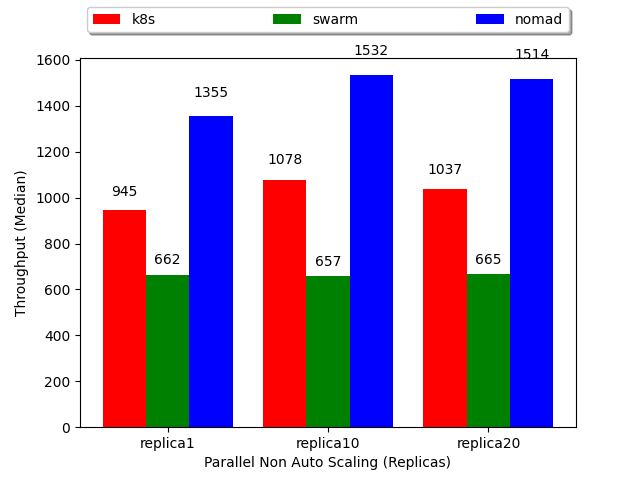 k8s swarm nomad
1600
1400
1200
1000
800
600
400
200
0
Throughput (Median)
945 662 1355
1078 657 1532
1037 665 1514
replica1 replica10 replica20
Parallel Non Auto Scaling (Replicas)